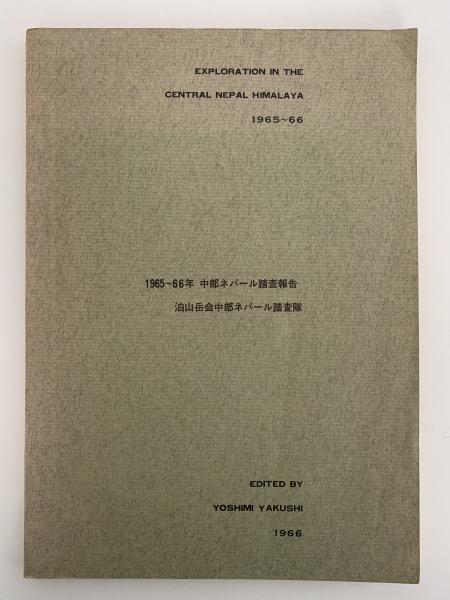 EXPLORATION IN THE
CENTRAL NEPAL HIMALAYA
1965~66
1965~66年 中部ネパール踏査報告
泊山岳会中部ネパール踏査隊
EDITED BY
YOSHIMI YAKUSHI
1966